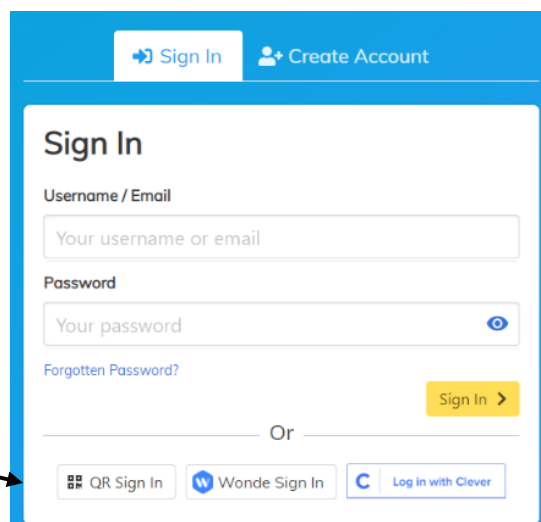 Sign In Create Account
Sign In
Username / Email
Your username or email
Password
Your password
Forgotten Password?
Sign In
Or
QR Sign In Wonde Sign In C Log in with Clever